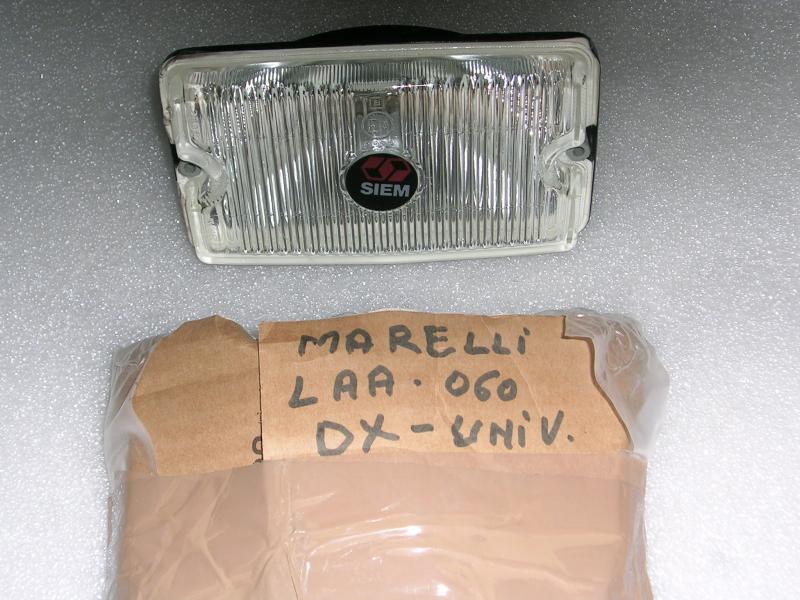 SIEM
MARELLi
LAA. 060
DX - UNiV.